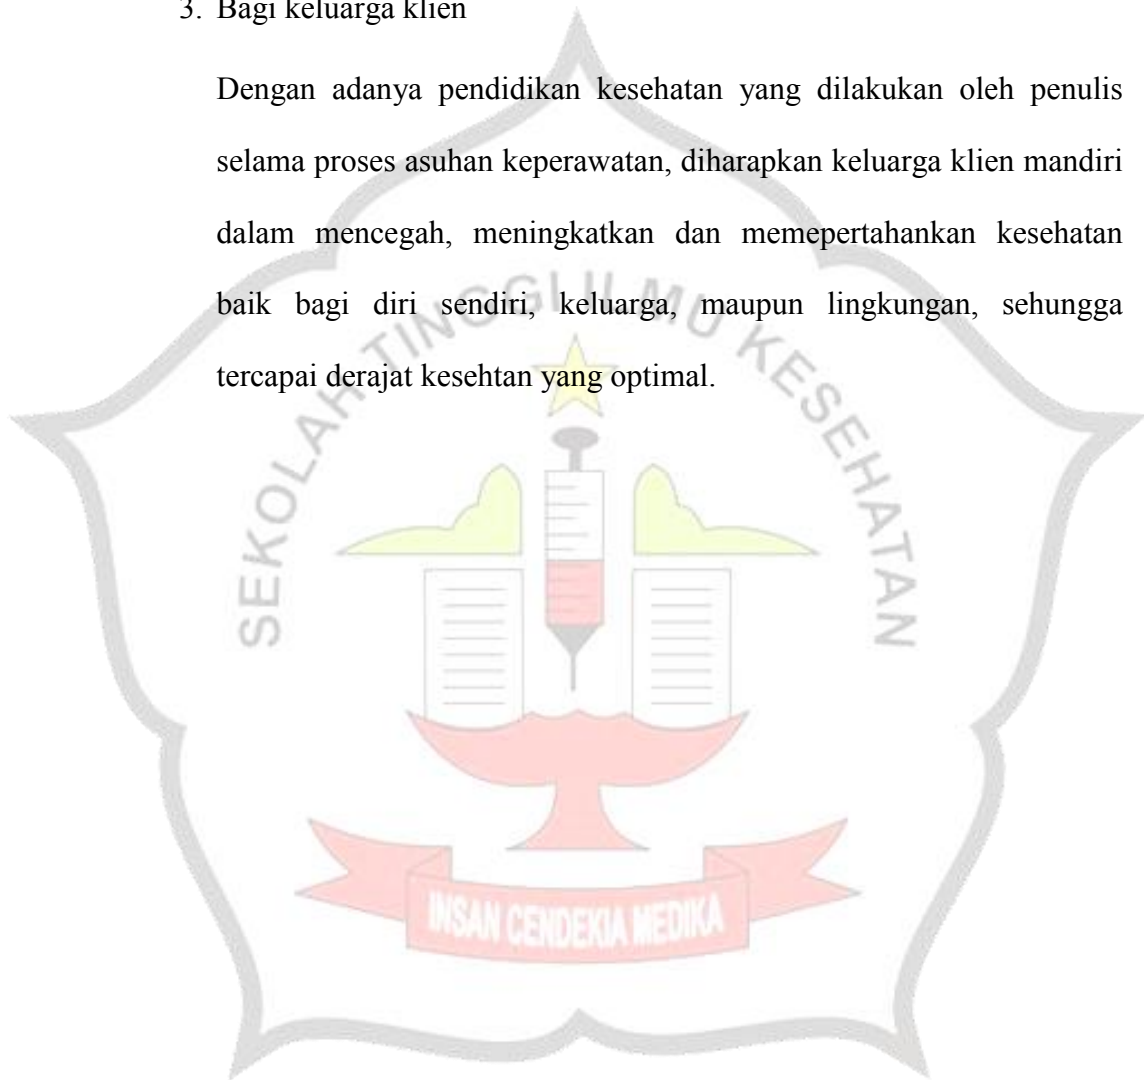 3. Bagi keluarga klien
Dengan adanya pendidikan kesehatan yang dilakukan oleh penulis
selama proses asuhan keperawatan, diharapkan keluarga klien mandiri
dalam mencegah, meningkatkan dan memepertahankan kesehatan
baik bagi diri sendiri, keluarga, maupun lingkungan, sehungga
tercapai derajat kesehtan yang optimal.
SEKOLAH TINGGI ILMU KESEHATAN
INSAN CENDEKIA MEDIKA